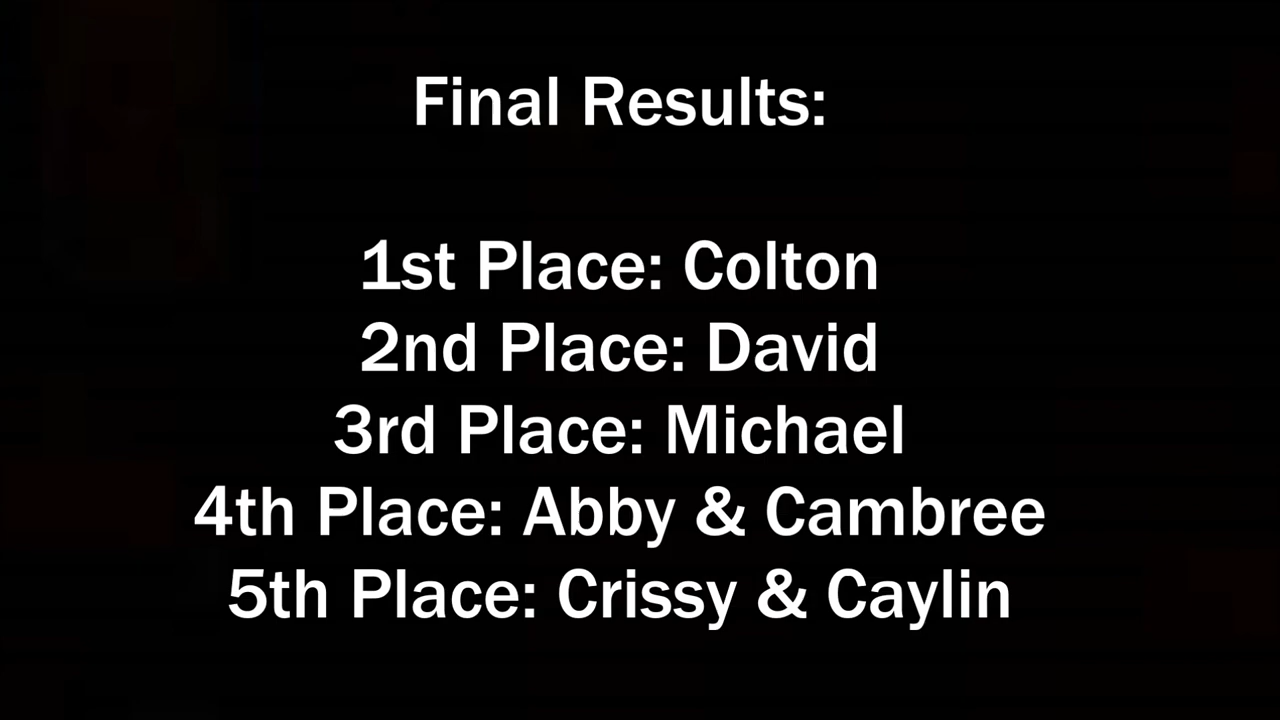 Final Results:
1st Place: Colton
2nd Place: David
3rd Place: Michael
4th Place: Abby & Cambree
5th Place: Crissy & Caylin